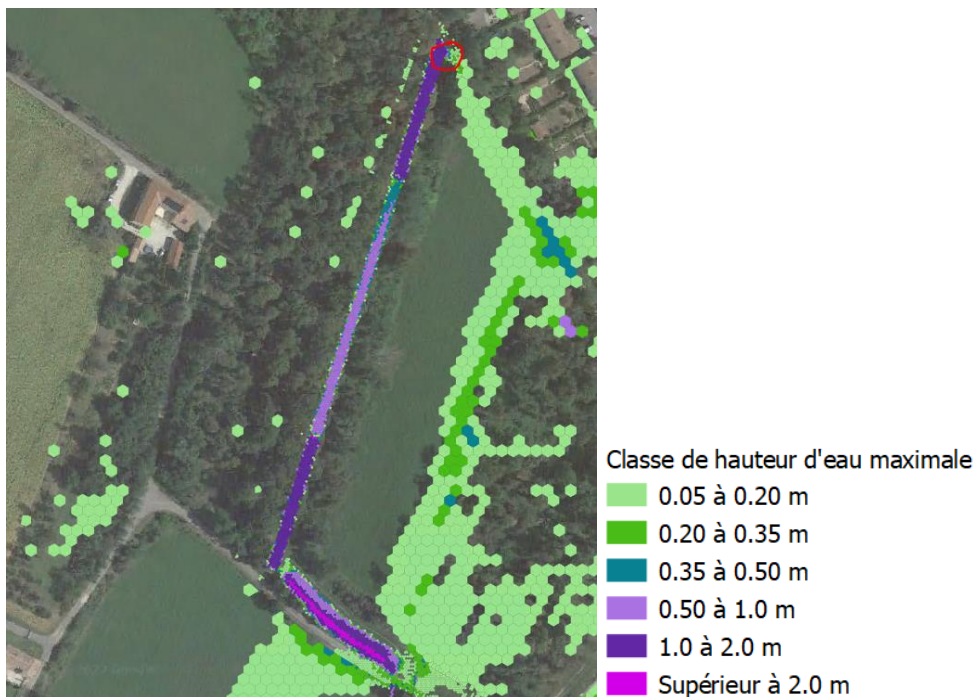 Classe de hauteur d'eau maximale
0.05 à 0.20 m
0.20 à 0.35 m
0.35 à 0.50 m
0.50 à 1.0 m
1.0 à 2.0 m
Supérieur à 2.0 m